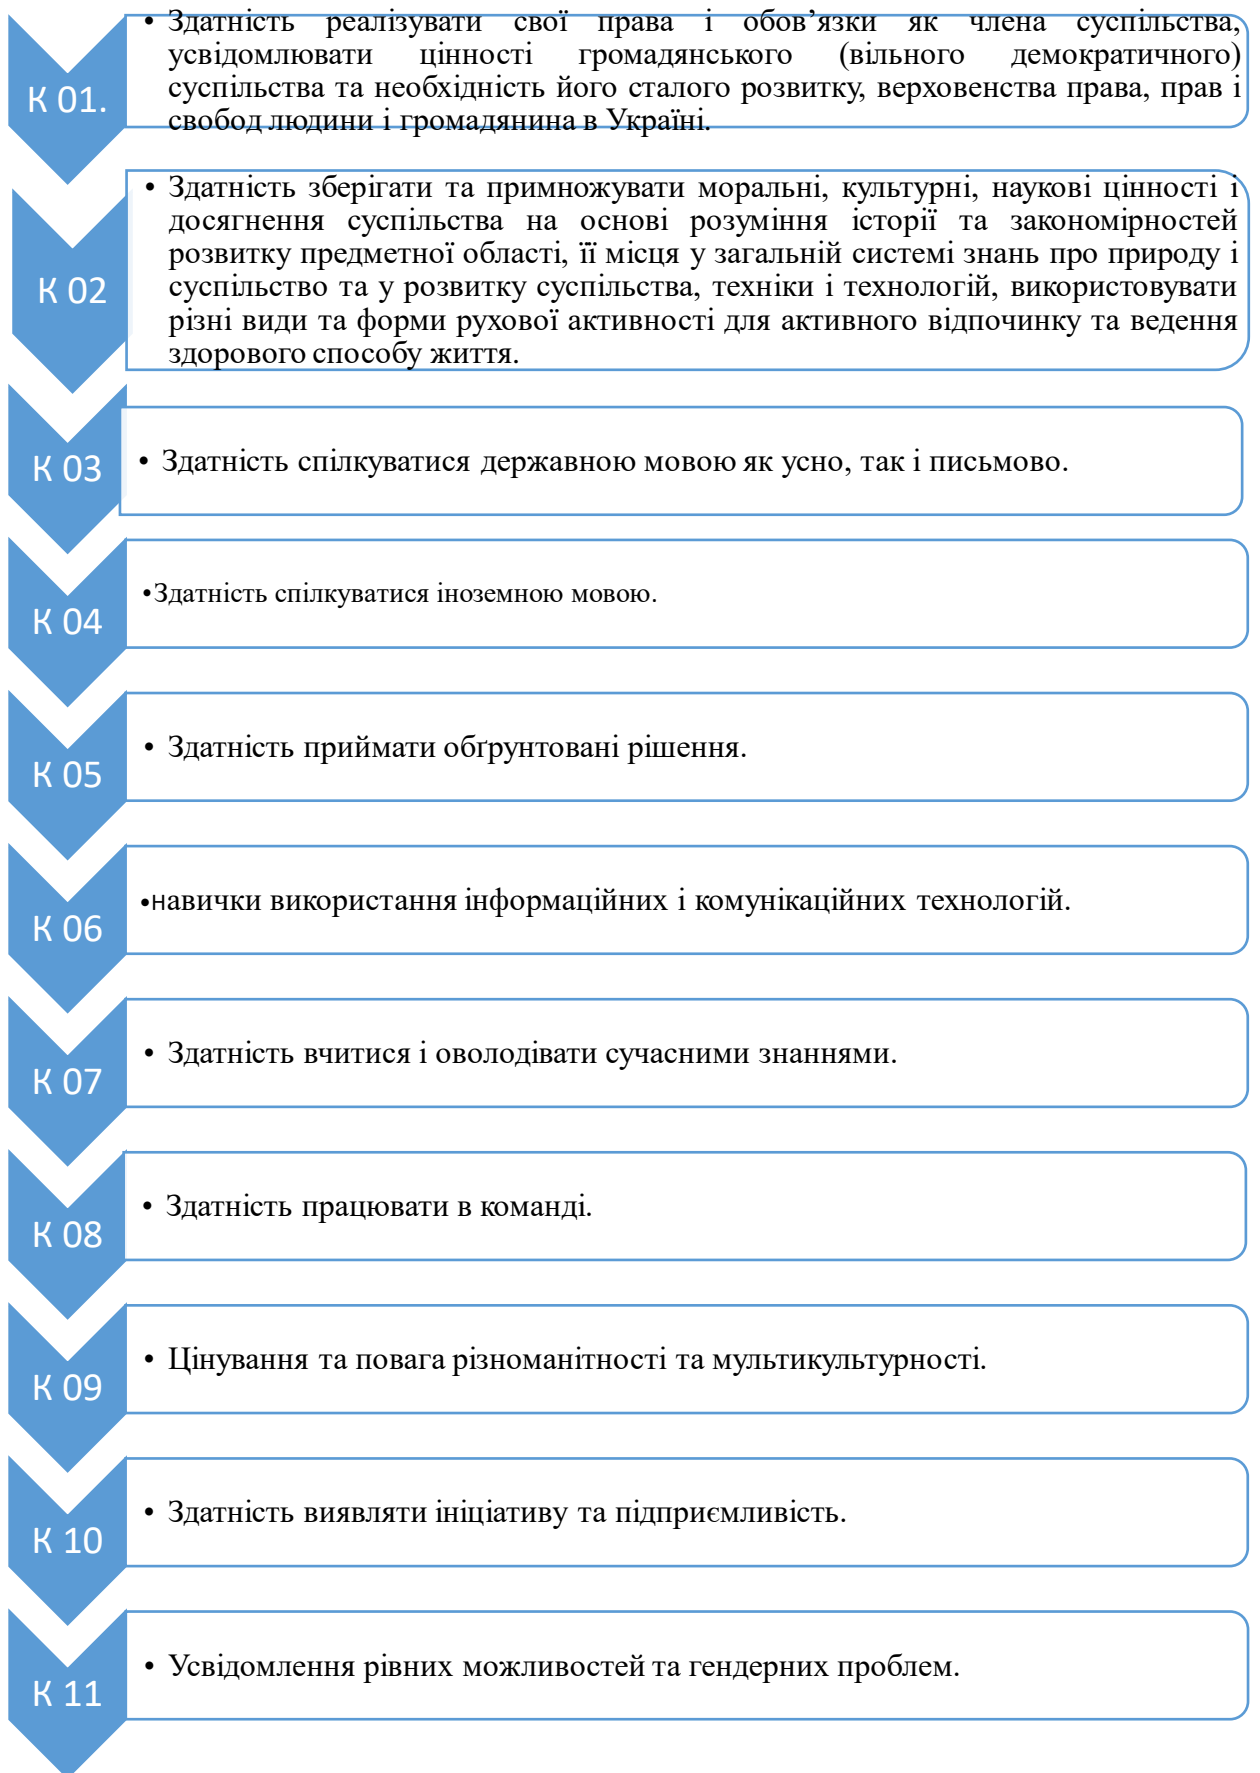 К 01.
• Здатність реалізувати свої права і обов’язки як члена суспільства,
усвідомлювати цінності громадянського (вільного демократичного)
суспільства та необхідність його сталого розвитку, верховенства права, прав і
свобод людини і громадянина в Україні.
К 02
• Здатність зберігати та примножувати моральні, культурні, наукові цінності і
досягнення суспільства на основі розуміння історії та закономірностей
розвитку предметної області, її місця у загальній системі знань про природу і
суспільство та у розвитку суспільства, техніки і технологій, використовувати
різні види та форми рухової активності для активного відпочинку та ведення
здорового способу життя.
К 03
• Здатність спілкуватися державною мовою як усно, так і письмово.
К 04
•Здатність спілкуватися іноземною мовою.
К 05
• Здатність приймати обґрунтовані рішення.
К 06
•навички використання інформаційних і комунікаційних технологій.
К 07
• Здатність вчитися і оволодівати сучасними знаннями.
К 08
• Здатність працювати в команді.
К 09
• Цінування та повага різноманітності та мультикультурності.
К 10
• Здатність виявляти ініціативу та підприємливість.
К 11
• Усвідомлення рівних можливостей та гендерних проблем.